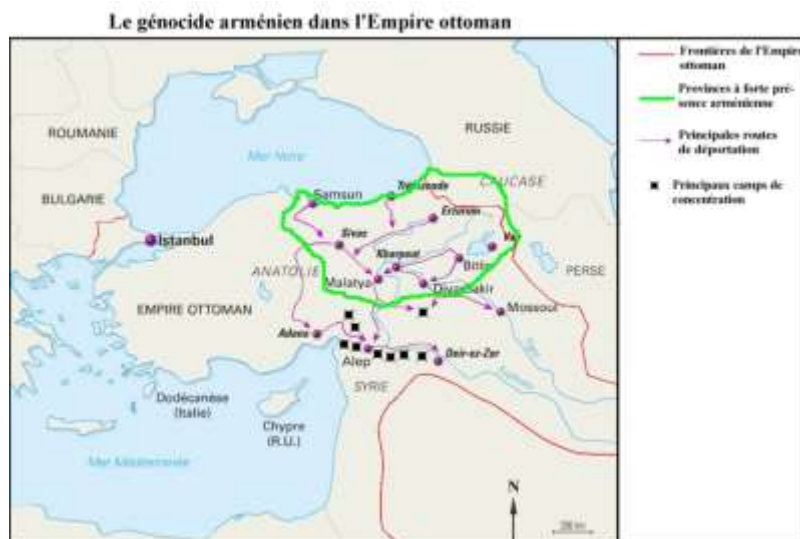 Le génocide arménien dans l'Empire ottoman
Frontières de l'Empire
ottoman
Provinces à forte pré-
sence arménienne
Principales routes
de déportation
Principaux camps de
concentration
ROUMANIE
RUSSIE
Mer Noire
CAUCASE
BULGARIE
Samsun
Trébizonde
Erzurum
Istanbul
Sivas
Van
Kharpout
Bitlis
ANATOLIE
Malatya
Diyarbakir
PERSE
EMPIRE OTTOMAN
Mossoul
Adana
Alep
Deir-ez-Zor
SYRIE
Dodécanèse
(Italie)
Chypre
(R.U.)
Mer Méditerranée
N